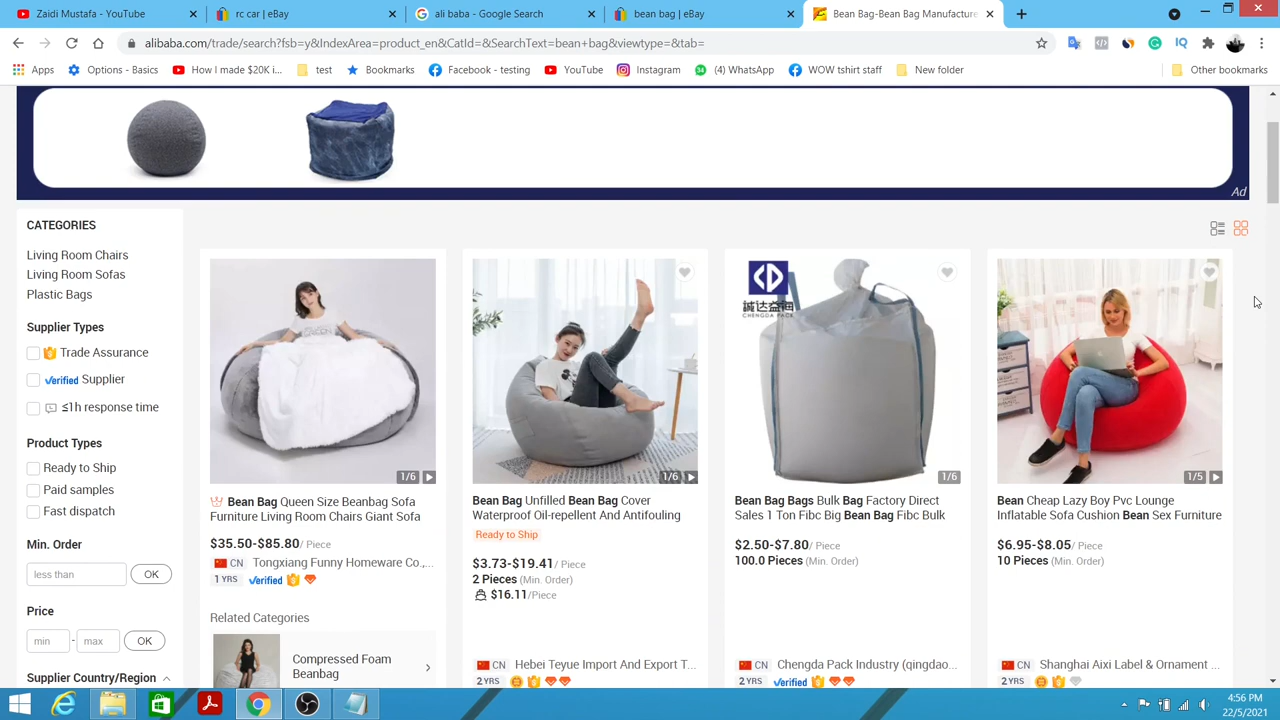 Zaidi Mustafa - YouTube
rc car | eBay
ali baba - Google Search
bean bag | eBay
Bean Bag-Bean Bag Manufacture
alibaba.com/trade/search?fsb=y&IndexArea=product_en&CatId=&SearchText=bean+bag&viewtype=&tab=
Apps
Options - Basics
How I made $20K i...
test
Bookmarks
Facebook - testing
YouTube
Instagram
(4) WhatsApp
WOW tshirt staff
New folder
Other bookmarks
Ad
CATEGORIES
Living Room Chairs
Living Room Sofas
Plastic Bags
Supplier Types
Trade Assurance
Verified Supplier
≤1h response time
Product Types
Ready to Ship
Paid samples
Fast dispatch
Min. Order
less than
OK
Price
min
-
max
OK
Supplier Country/Region
1/6
Bean Bag Queen Size Beanbag Sofa
Furniture Living Room Chairs Giant Sofa
$35.50-$85.80/ Piece
CN Tongxiang Funny Homeware Co.,...
1 YRS Verified
Related Categories
Compressed Foam
Beanbag
1/6
Bean Bag Unfilled Bean Bag Cover
Waterproof Oil-repellent And Antifouling
Ready to Ship
$3.73-$19.41/ Piece
2 Pieces (Min. Order)
$16.11/Piece
CN Hebei Teyue Import And Export T...
2 YRS
誠达益海
CHENGDA PACK
1/6
Bean Bag Bags Bulk Bag Factory Direct
Sales 1 Ton Fibc Big Bean Bag Fibc Bulk
$2.50-$7.80/ Piece
100.0 Pieces (Min. Order)
CN Chengda Pack Industry (qingdao...
2 YRS Verified
1/5
Bean Cheap Lazy Boy Pvc Lounge
Inflatable Sofa Cushion Bean Sex Furniture
$6.95-$8.05/ Piece
10 Pieces (Min. Order)
CN Shanghai Aixi Label & Ornament ...
2 YRS
4:56 PM
22/5/2021